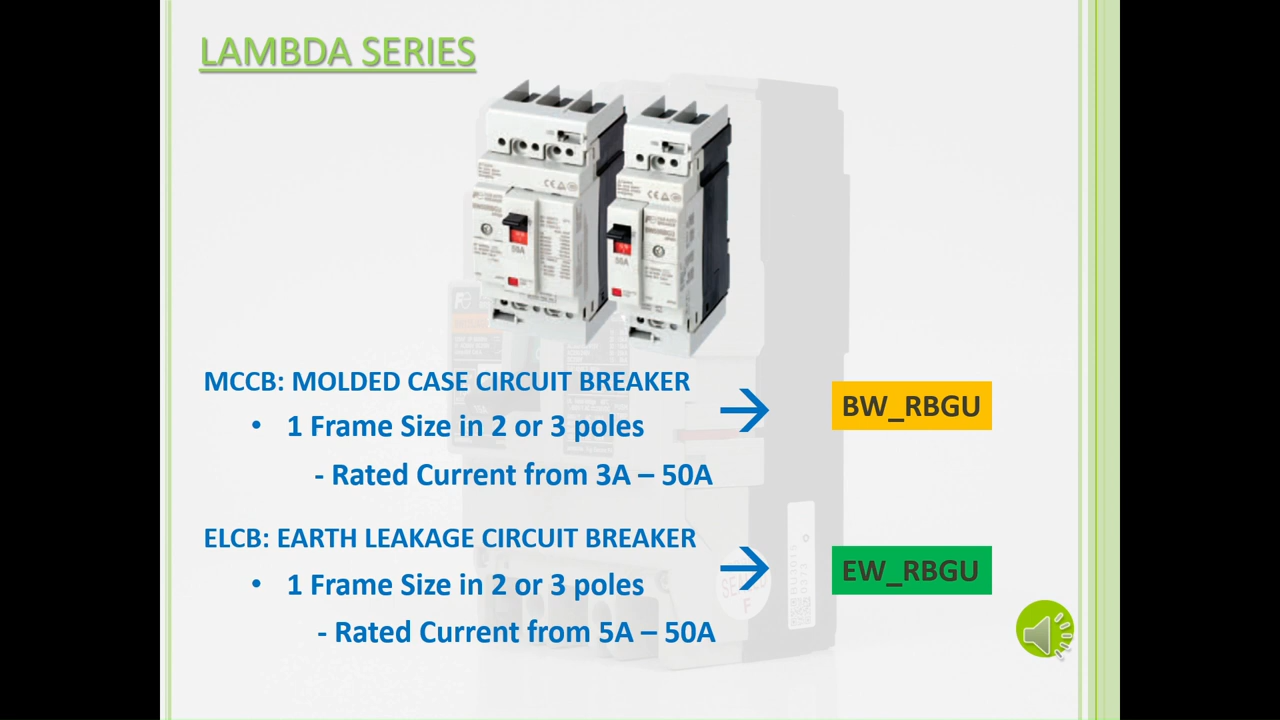 LAMBDA SERIES
MCCB: MOLDED CASE CIRCUIT BREAKER
• 1 Frame Size in 2 or 3 poles
- Rated Current from 3A – 50A
BW_RBGU
ELCB: EARTH LEAKAGE CIRCUIT BREAKER
• 1 Frame Size in 2 or 3 poles
- Rated Current from 5A – 50A
EW_RBGU